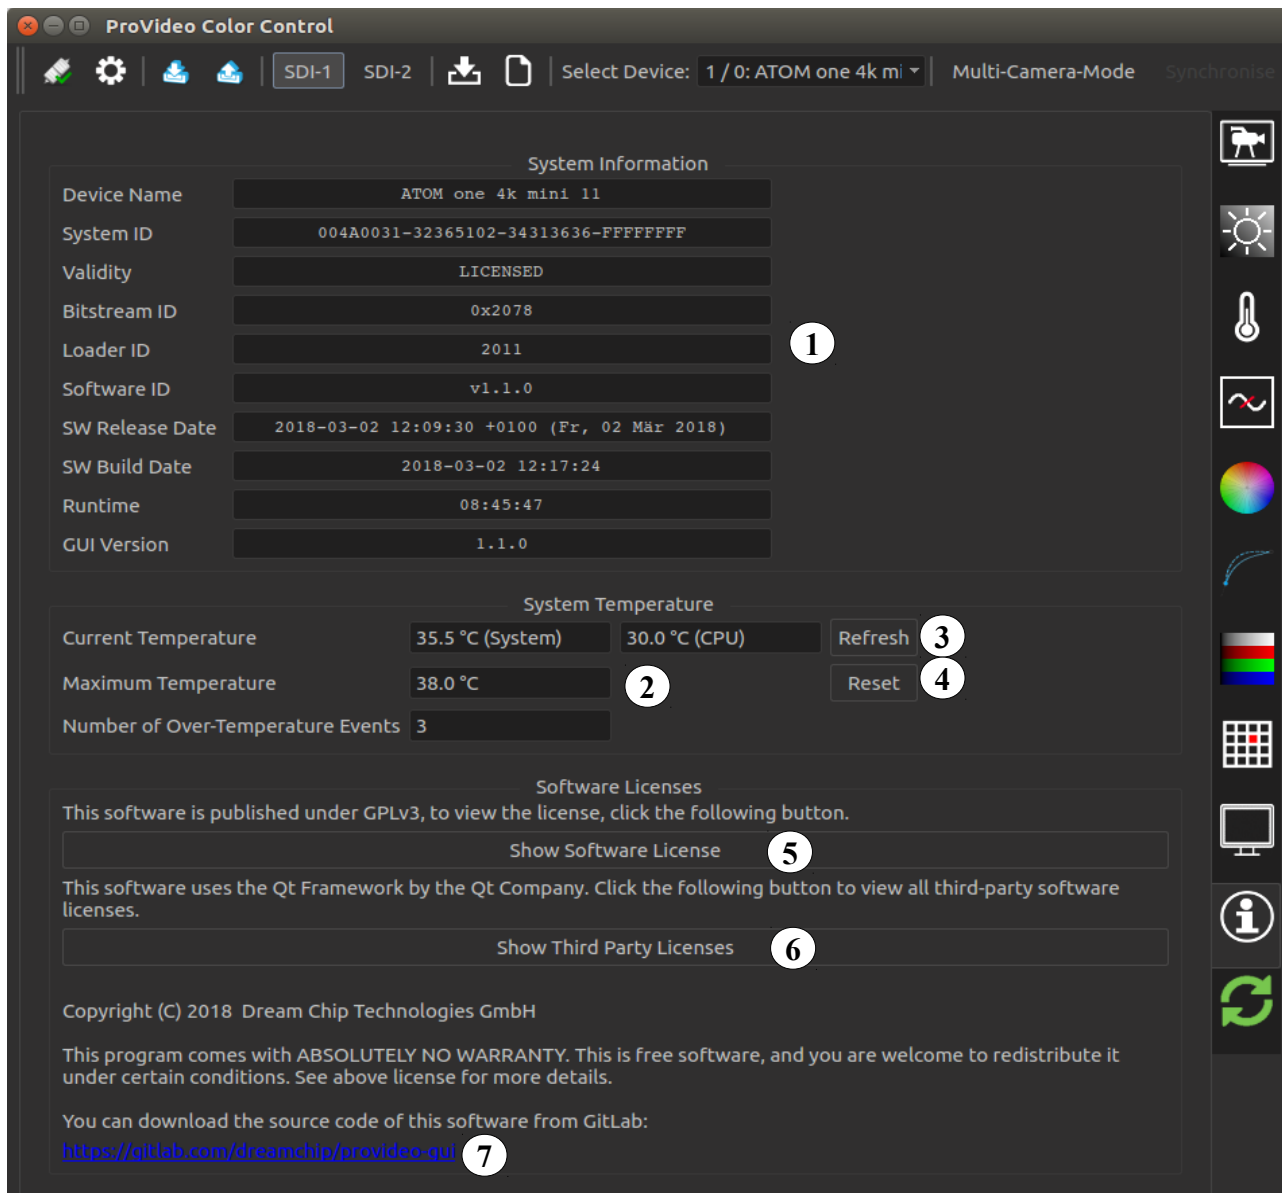 ProVideo Color Control
SDI-1 SDI-2 Select Device: 1 / 0: ATOM one 4k mi Multi-Camera-Mode Synchronise
System Information
Device Name ATOM one 4k mini 11
System ID 004A0031-32365102-34313636-FFFFFFFF
Validity LICENSED
Bitstream ID 0x2078
Loader ID 2011
1
Software ID v1.1.0
SW Release Date 2018-03-02 12:09:30 +0100 (Fr, 02 Mär 2018)
SW Build Date 2018-03-02 12:17:24
Runtime 08:45:47
GUI Version 1.1.0
System Temperature
Current Temperature 35.5 °C (System) 30.0 °C (CPU) Refresh 3
Maximum Temperature 38.0 °C 2 Reset 4
Number of Over-Temperature Events 3
Software Licenses
This software is published under GPLv3, to view the license, click the following button.
Show Software License 5
This software uses the Qt Framework by the Qt Company. Click the following button to view all third-party software
licenses.
Show Third Party Licenses 6
Copyright (C) 2018 Dream Chip Technologies GmbH
This program comes with ABSOLUTELY NO WARRANTY. This is free software, and you are welcome to redistribute it
under certain conditions. See above license for more details.
You can download the source code of this software from GitLab:
https://gitlab.com/dreamchip/provideo-gui 7